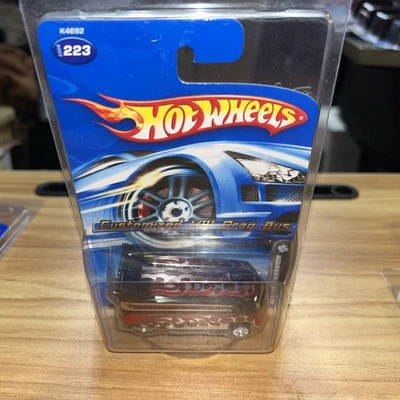 K4692
223
HOT WHEELS
Customized VW Drag Bus